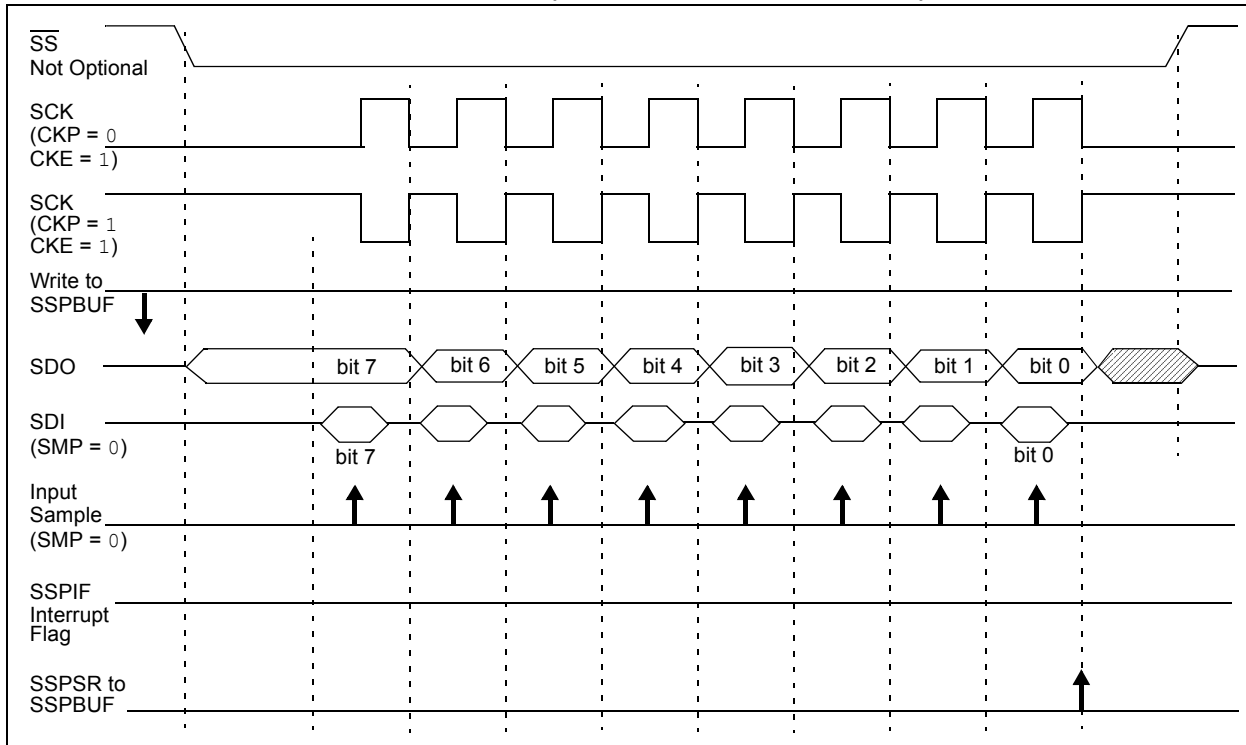 SS
Not Optional
SCK
(CKP = 0
CKE = 1)
SCK
(CKP = 1
CKE = 1)
Write to
SSPBUF
SDO
bit 7 bit 6 bit 5 bit 4 bit 3 bit 2 bit 1 bit 0
SDI
(SMP = 0)
bit 7 bit 0
Input
Sample
(SMP = 0)
SSPIF
Interrupt
Flag
SSPSR to
SSPBUF